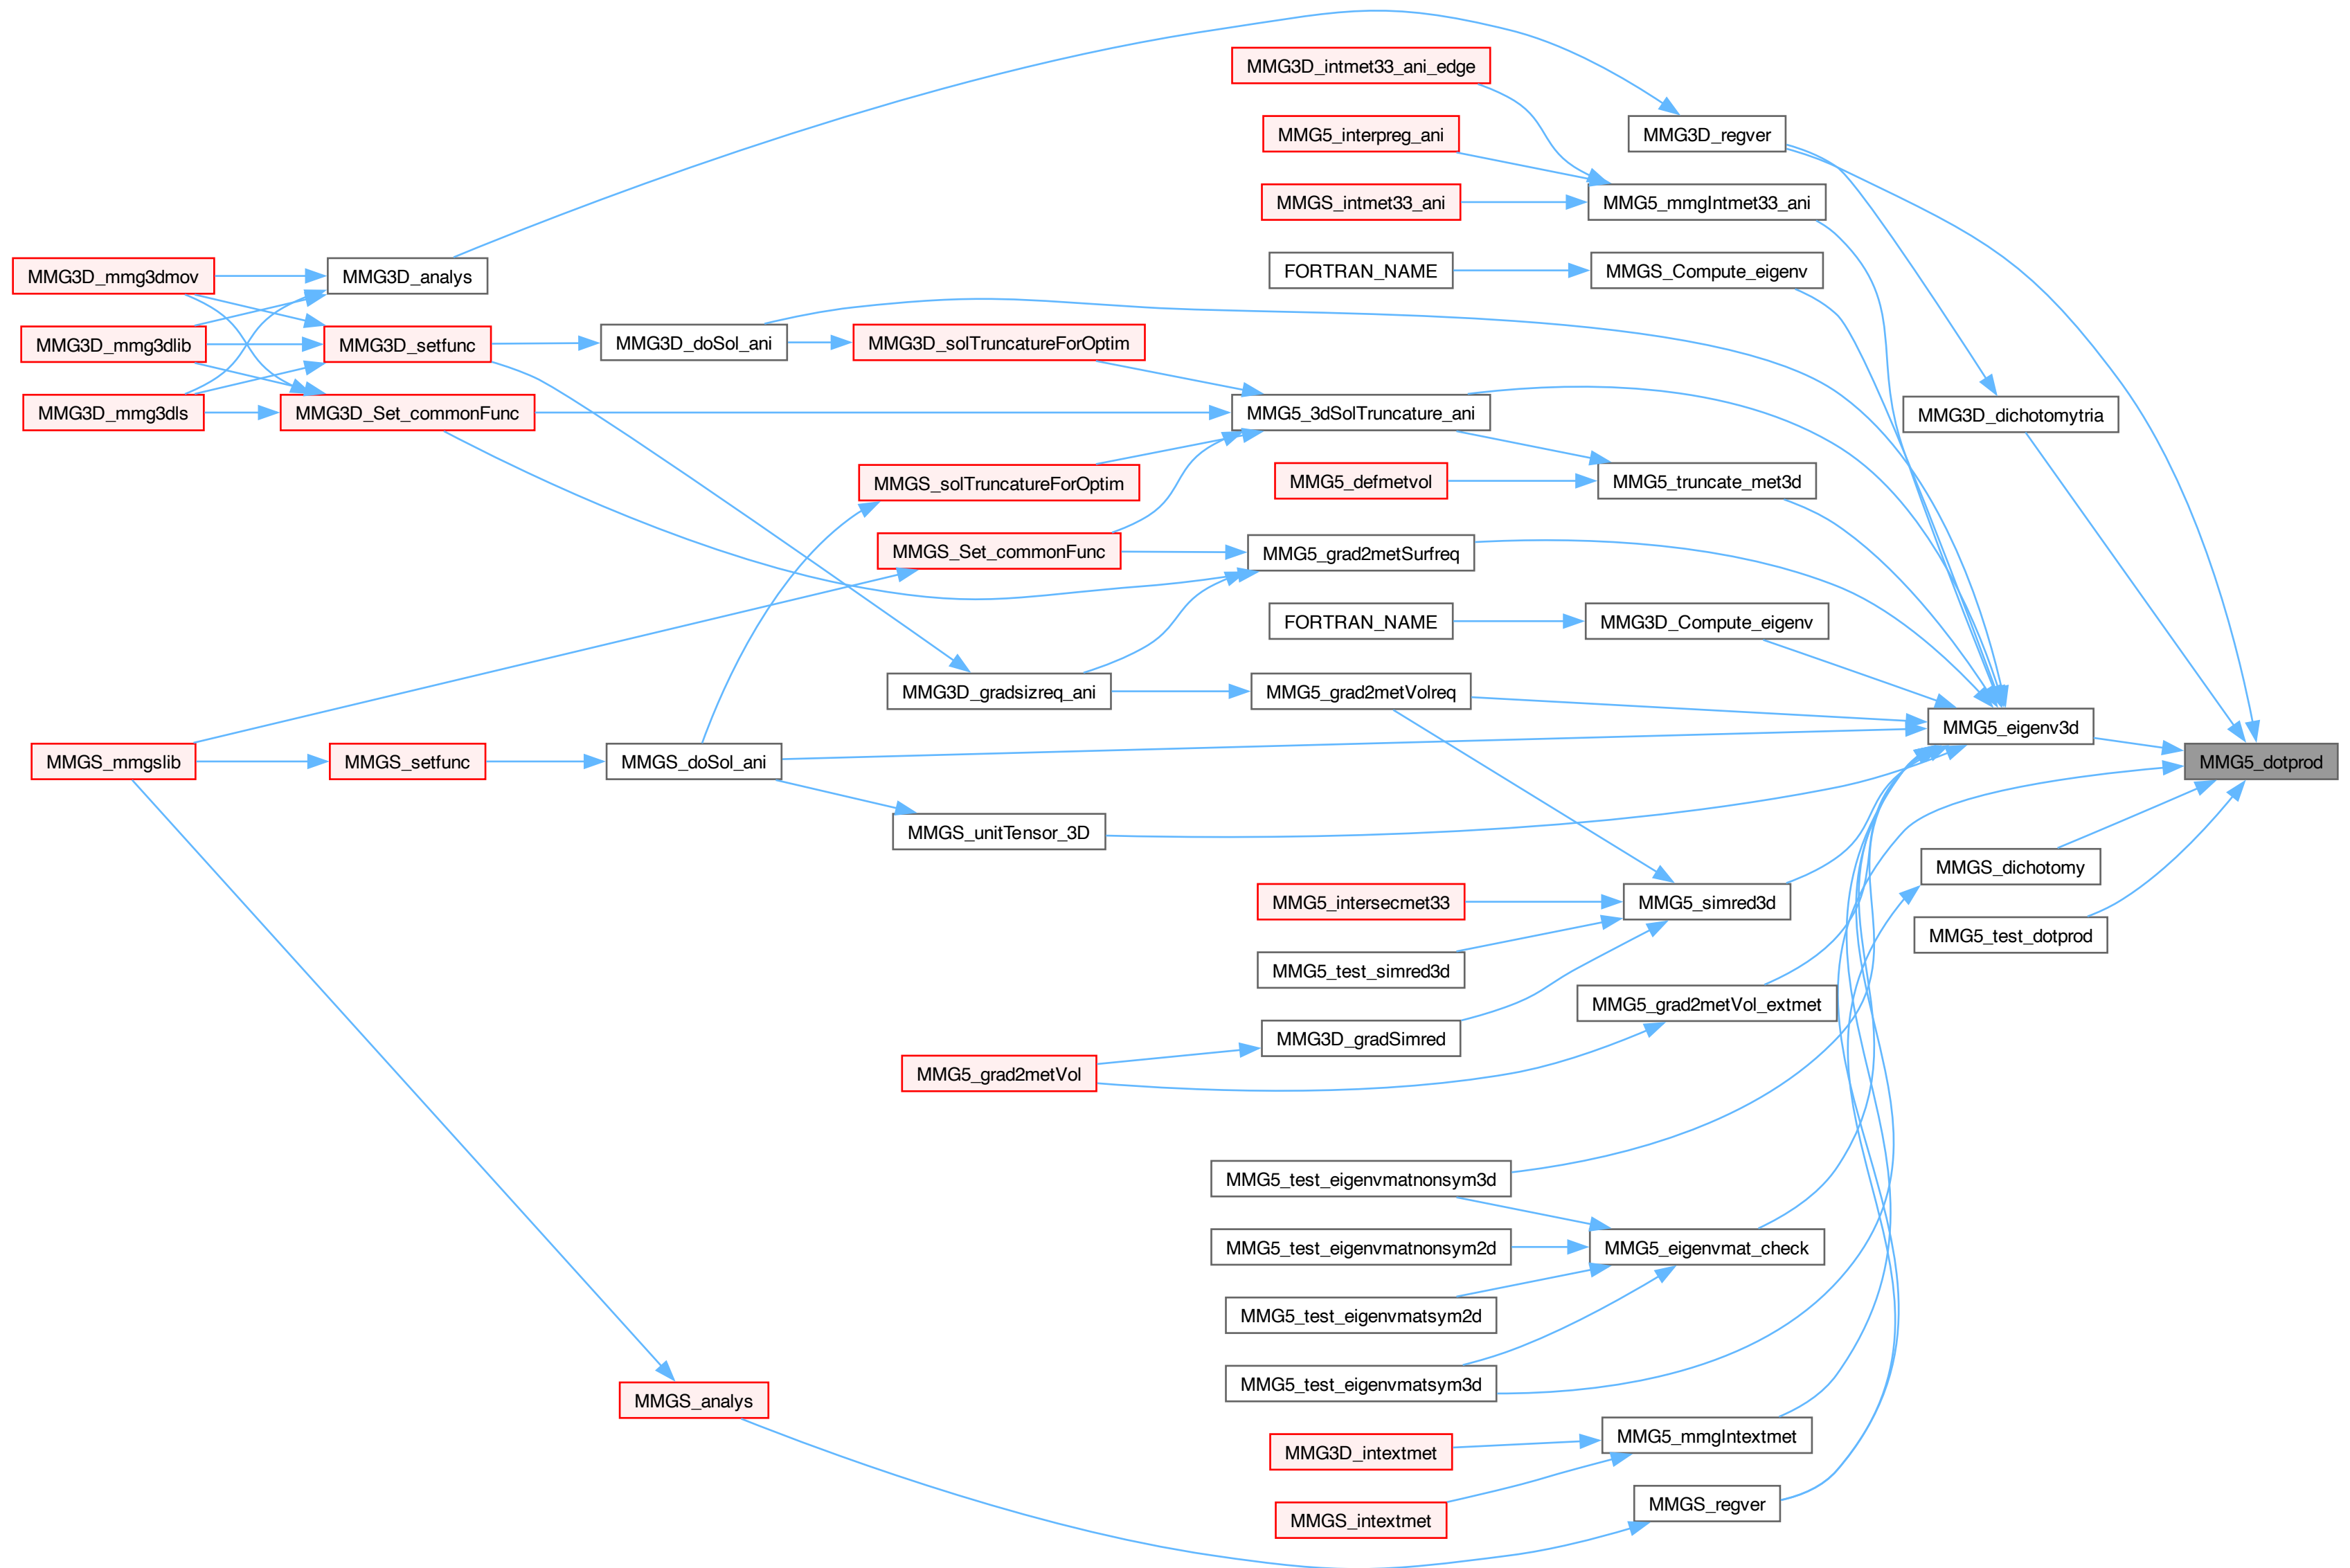 MMG3D_intmet33_ani_edge
MMG5_interpreg_ani
MMG3D_regver
MMGS_intmet33_ani
MMG5_mmgIntmet33_ani
MMG3D_mmg3dmov
MMG3D_analys
FORTRAN_NAME
MMGS_Compute_eigenv
MMG3D_mmg3dlib
MMG3D_setfunc
MMG3D_doSol_ani
MMG3D_solTruncatureForOptim
MMG3D_mmg3dls
MMG3D_Set_commonFunc
MMG5_3dSolTruncature_ani
MMG3D_dichotomytria
MMGS_solTruncatureForOptim
MMG5_defmetvol
MMG5_truncate_met3d
MMGS_Set_commonFunc
MMG5_grad2metSurfreq
FORTRAN_NAME
MMG3D_Compute_eigenv
MMG3D_gradsizreq_ani
MMG5_grad2metVolreq
MMG5_eigenv3d
MMGS_mmgslib
MMGS_setfunc
MMGS_doSol_ani
MMG5_dotprod
MMGS_unitTensor_3D
MMGS_dichotomy
MMG5_intersecmet33
MMG5_simred3d
MMG5_test_dotprod
MMG5_test_simred3d
MMG5_grad2metVol_extmet
MMG3D_gradSimred
MMG5_grad2metVol
MMG5_test_eigenvmatnonsym3d
MMG5_test_eigenvmatnonsym2d
MMG5_eigenvmat_check
MMG5_test_eigenvmatsym2d
MMG5_test_eigenvmatsym3d
MMGS_analys
MMG5_mmgIntextmet
MMG3D_intextmet
MMGS_regver
MMGS_intextmet